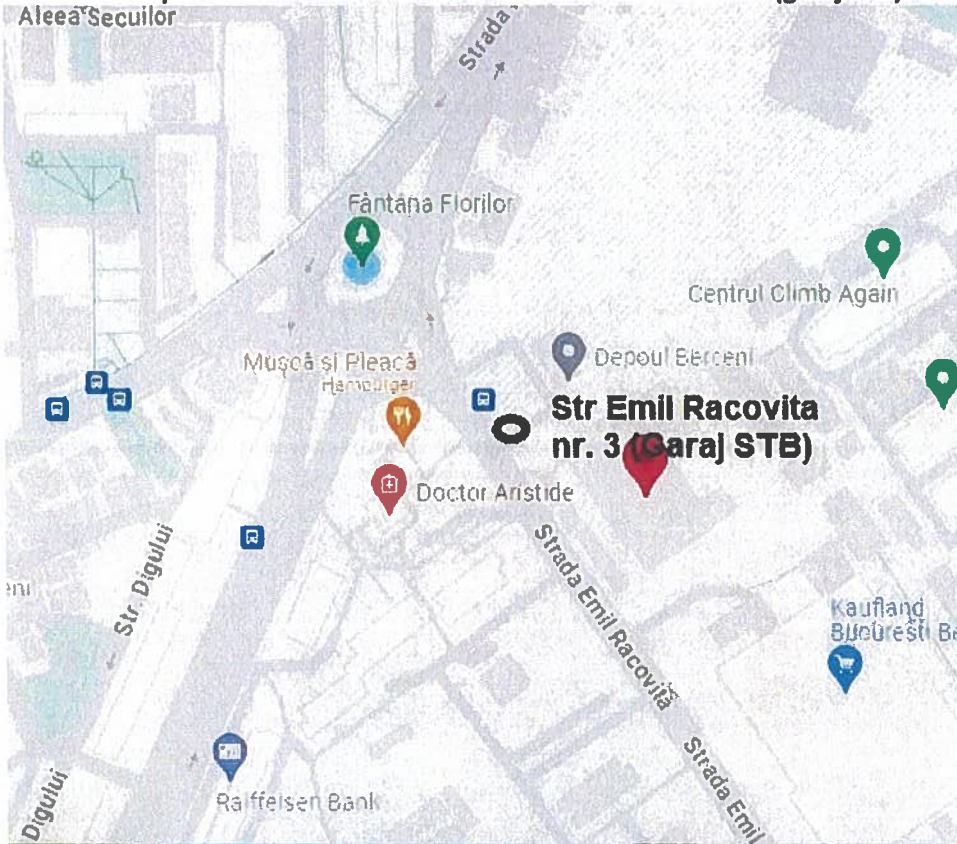 Aleea Secuilor
Strada
Fântâna Florilor
Centrul Climb Again
Mușcă și Pleacă
Hamburger
Depoul Berceni
Str Emil Racovita
nr. 3 (Garaj STB)
Doctor Aristide
Str. Digului
Strada Emil Racoviță
Kaufland
București Be
Strada Emil
Raiffeisen Bank
Digului